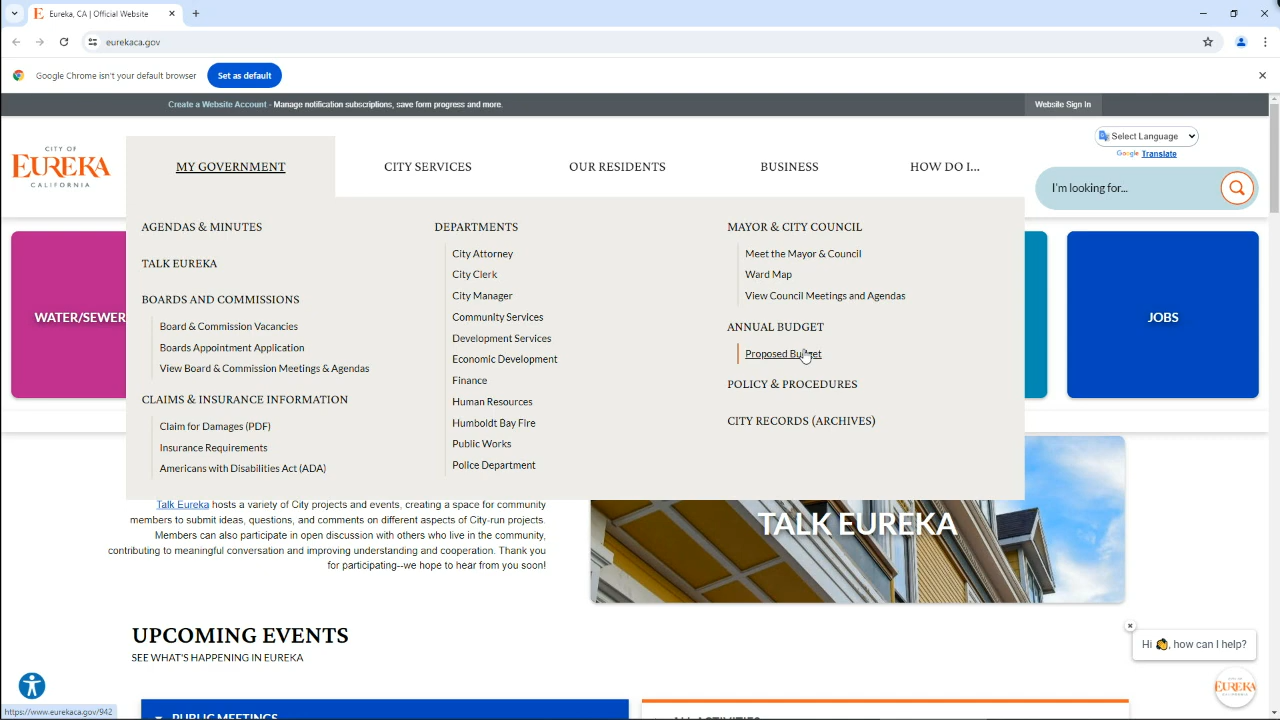 Eureka, CA | Official Website
eurekaca.gov
Google Chrome isn't your default browser
Set as default
Create a Website Account - Manage notification subscriptions, save form progress and more.
Website Sign In
CITY OF
EUREKA
CALIFORNIA
MY GOVERNMENT
CITY SERVICES
OUR RESIDENTS
BUSINESS
HOW DO I...
Select Language
Google Translate
I'm looking for...
AGENDAS & MINUTES
TALK EUREKA
BOARDS AND COMMISSIONS
Board & Commission Vacancies
Boards Appointment Application
View Board & Commission Meetings & Agendas
CLAIMS & INSURANCE INFORMATION
Claim for Damages (PDF)
Insurance Requirements
Americans with Disabilities Act (ADA)
DEPARTMENTS
City Attorney
City Clerk
City Manager
Community Services
Development Services
Economic Development
Finance
Human Resources
Humboldt Bay Fire
Public Works
Police Department
MAYOR & CITY COUNCIL
Meet the Mayor & Council
Ward Map
View Council Meetings and Agendas
ANNUAL BUDGET
Proposed Budget
POLICY & PROCEDURES
CITY RECORDS (ARCHIVES)
WATER/SEWER
JOBS
Talk Eureka hosts a variety of City projects and events, creating a space for community
members to submit ideas, questions, and comments on different aspects of City-run projects.
Members can also participate in open discussion with others who live in the community,
contributing to meaningful conversation and improving understanding and cooperation. Thank you
for participating--we hope to hear from you soon!
TALK EUREKA
UPCOMING EVENTS
SEE WHAT'S HAPPENING IN EUREKA
Hi 👋, how can I help?
CITY OF
EUREKA
CALIFORNIA
https://www.eurekaca.gov/942
PUBLIC MEETINGS
ALL ACTIVITIES